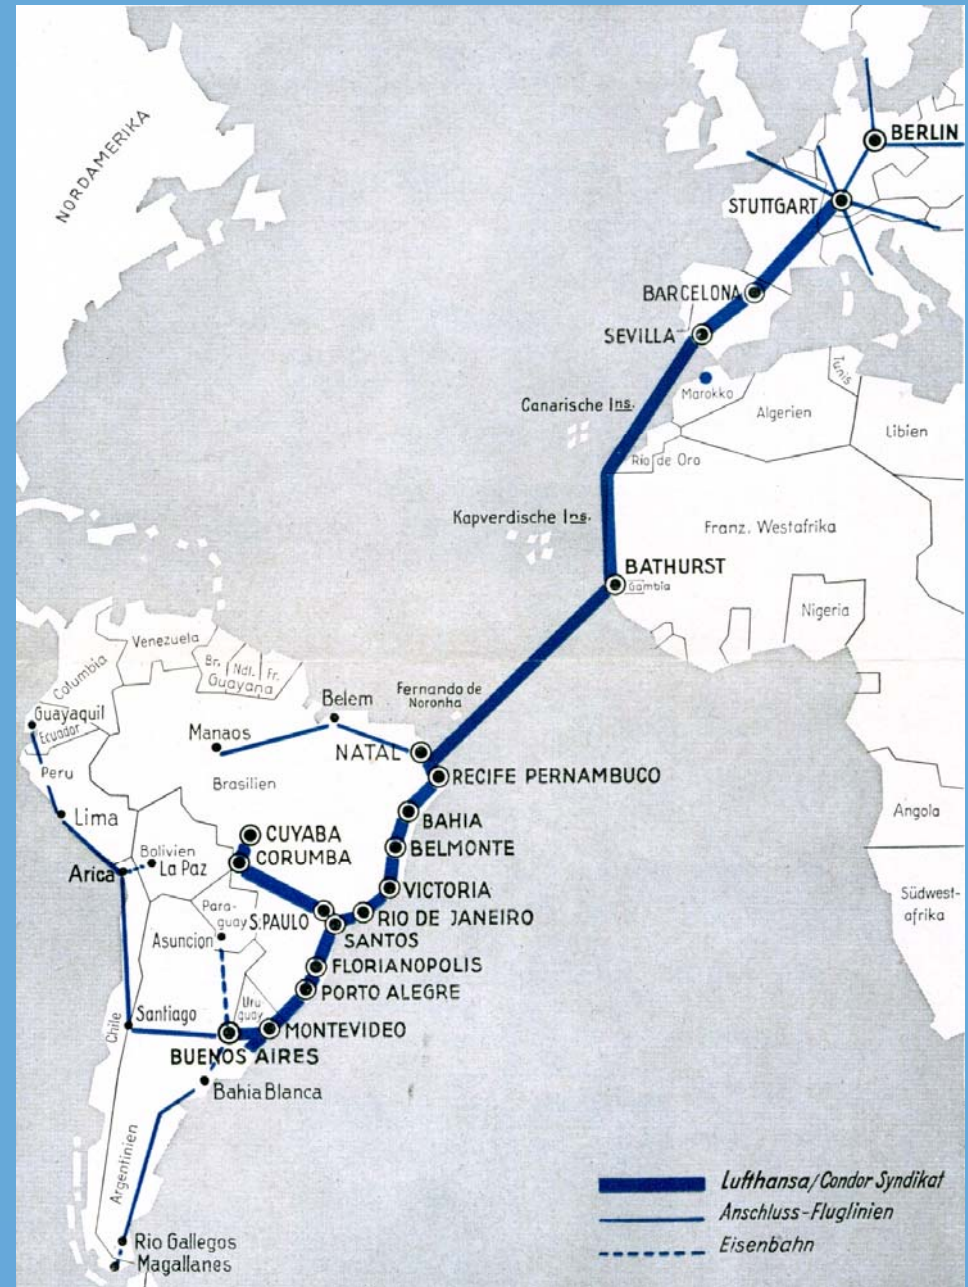 NORDAMERIKA
BERLIN
STUTTGART
BARCELONA
SEVILLA
Marokko
Tunis
Algerien
Libien
Canarische Ins.
Rio de Oro
Kapverdische Ins.
Franz. Westafrika
BATHURST
Gambia
Nigeria
Venezuela
Columbia
Br.
Ndl.
Fr.
Guayana
Fernando de
Noronha
Belem
Guayaquil
Ecuador
Manaos
NATAL
Peru
Brasilien
RECIFE PERNAMBUCO
Lima
BAHIA
Angola
CUYABA
CORUMBA
BELMONTE
Bolivien
La Paz
Arica
VICTORIA
Südwest-
afrika
Para-
guay
S.PAULO
RIO DE JANEIRO
SANTOS
Asuncion
FLORIANOPOLIS
PORTO ALEGRE
Uru-
guay
Chile
Santiago
MONTEVIDEO
BUENOS AIRES
Bahia Blanca
Argentinien
Rio Gallegos
Magallanes
Lufthansa/Condor Syndikat
Anschluss-Fluglinien
Eisenbahn